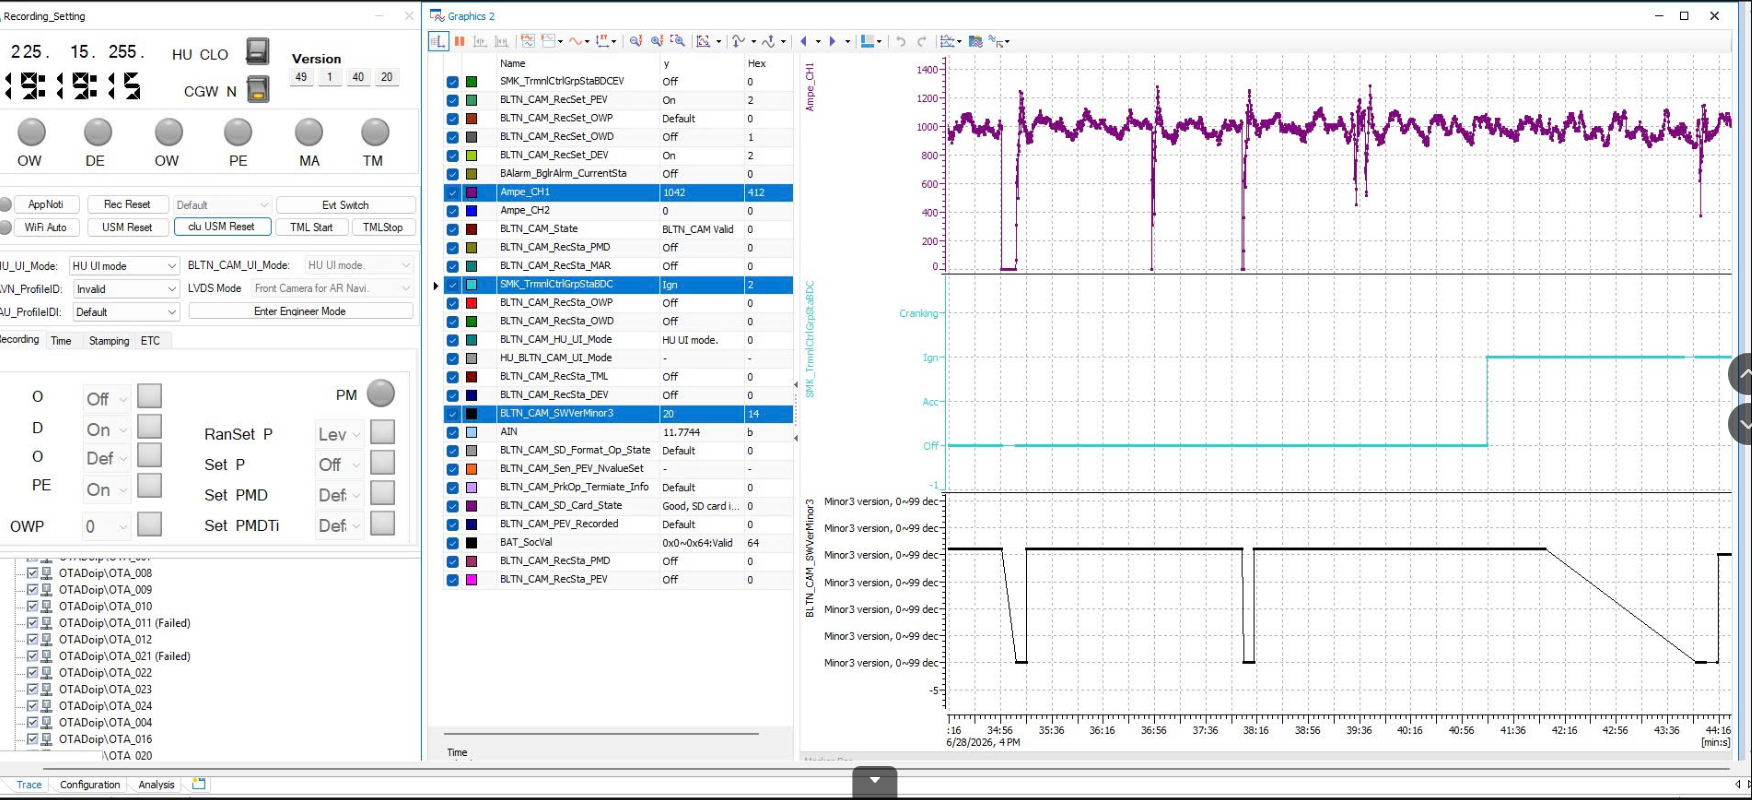 Recording_Setting
225. 15. 255.
HU CLO
19:19:15
CGW N
Version
49 1 40 20
OW DE OW PE MA TM
AppNoti Rec Reset Default Evt Switch
WiFi Auto USM Reset clu USM Reset TML Start TMLStop
HU UI mode BLTN_CAM_UI_Mode: HU UI mode.
Invalid LVDS Mode Front Camera for AR Navi.
Default Enter Engineer Mode
Time Stamping ETC
O Off PM
D On RanSet P Lev
O Def Set P Off
PE On Set PMD Def
OWP 0 Set PMDTi Def
OTADoip\OTA_008
OTADoip\OTA_009
OTADoip\OTA_010
OTADoip\OTA_011 (Failed)
OTADoip\OTA_012
OTADoip\OTA_021 (Failed)
OTADoip\OTA_022
OTADoip\OTA_023
OTADoip\OTA_024
OTADoip\OTA_004
OTADoip\OTA_016
\OTA_020
Trace Configuration Analysis
Graphics 2
Name y Hex
SMK_TrmnlCtrlGrpStaBDCEV Off 0
BLTN_CAM_RecSet_PEV On 2
BLTN_CAM_RecSet_OWP Default 0
BLTN_CAM_RecSet_OWD Off 1
BLTN_CAM_RecSet_DEV On 2
BAlarm_BglrAlrm_CurrentSta Off 0
Ampe_CH1 1042 412
Ampe_CH2 0 0
BLTN_CAM_State BLTN_CAM Valid 0
BLTN_CAM_RecSta_PMD Off 0
BLTN_CAM_RecSta_MAR Off 0
SMK_TrmnlCtrlGrpStaBDC Ign 2
BLTN_CAM_RecSta_OWP Off 0
BLTN_CAM_RecSta_OWD Off 0
BLTN_CAM_HU_UI_Mode HU UI mode. 0
HU_BLTN_CAM_UI_Mode - -
BLTN_CAM_RecSta_TML Off 0
BLTN_CAM_RecSta_DEV Off 0
BLTN_CAM_SWVerMinor3 20 14
AIN 11.7744 b
BLTN_CAM_SD_Format_Op_State Default 0
BLTN_CAM_Sen_PEV_NvalueSet - -
BLTN_CAM_PrkOp_Termiate_Info Default 0
BLTN_CAM_SD_Card_State Good, SD card i... 0
BLTN_CAM_PEV_Recorded Default 0
BAT_SocVal 0x0~0x64:Valid 64
BLTN_CAM_RecSta_PMD Off 0
BLTN_CAM_RecSta_PEV Off 0
Time
Ampe_CH1
1400
1200
1000
800
600
400
200
0
SMK_TrmnlCtrlGrpStaBDC
Cranking
Ign
Acc
Off
-1
BLTN_CAM_SWVerMinor3
Minor3 version, 0~99 dec
Minor3 version, 0~99 dec
Minor3 version, 0~99 dec
Minor3 version, 0~99 dec
Minor3 version, 0~99 dec
Minor3 version, 0~99 dec
Minor3 version, 0~99 dec
-5
:16 34:56 35:36 36:16 36:56 37:36 38:16 38:56 39:36 40:16 40:56 41:36 42:16 42:56 43:36 44:16
6/28/2026, 4 PM [min:s]